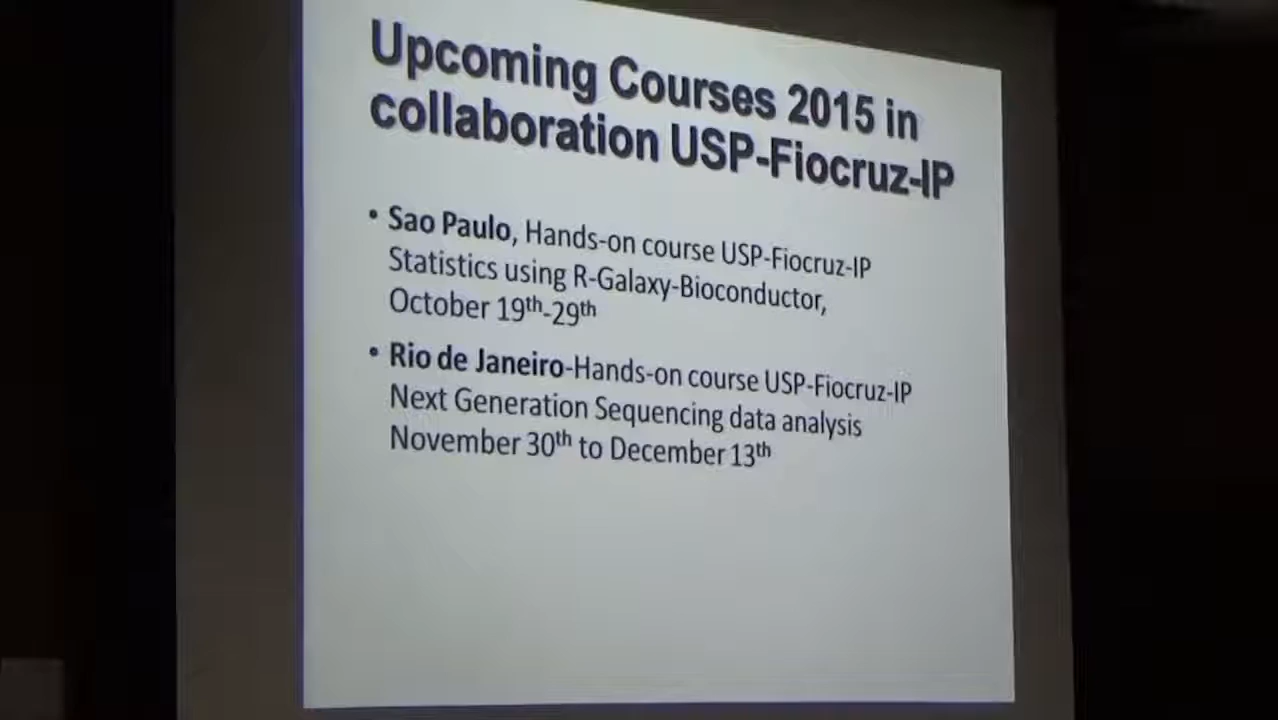 Upcoming Courses 2015 in
collaboration USP-Fiocruz-IP
• Sao Paulo, Hands-on course USP-Fiocruz-IP
Statistics using R-Galaxy-Bioconductor,
October 19th-29th
• Rio de Janeiro-Hands-on course USP-Fiocruz-IP
Next Generation Sequencing data analysis
November 30th to December 13th